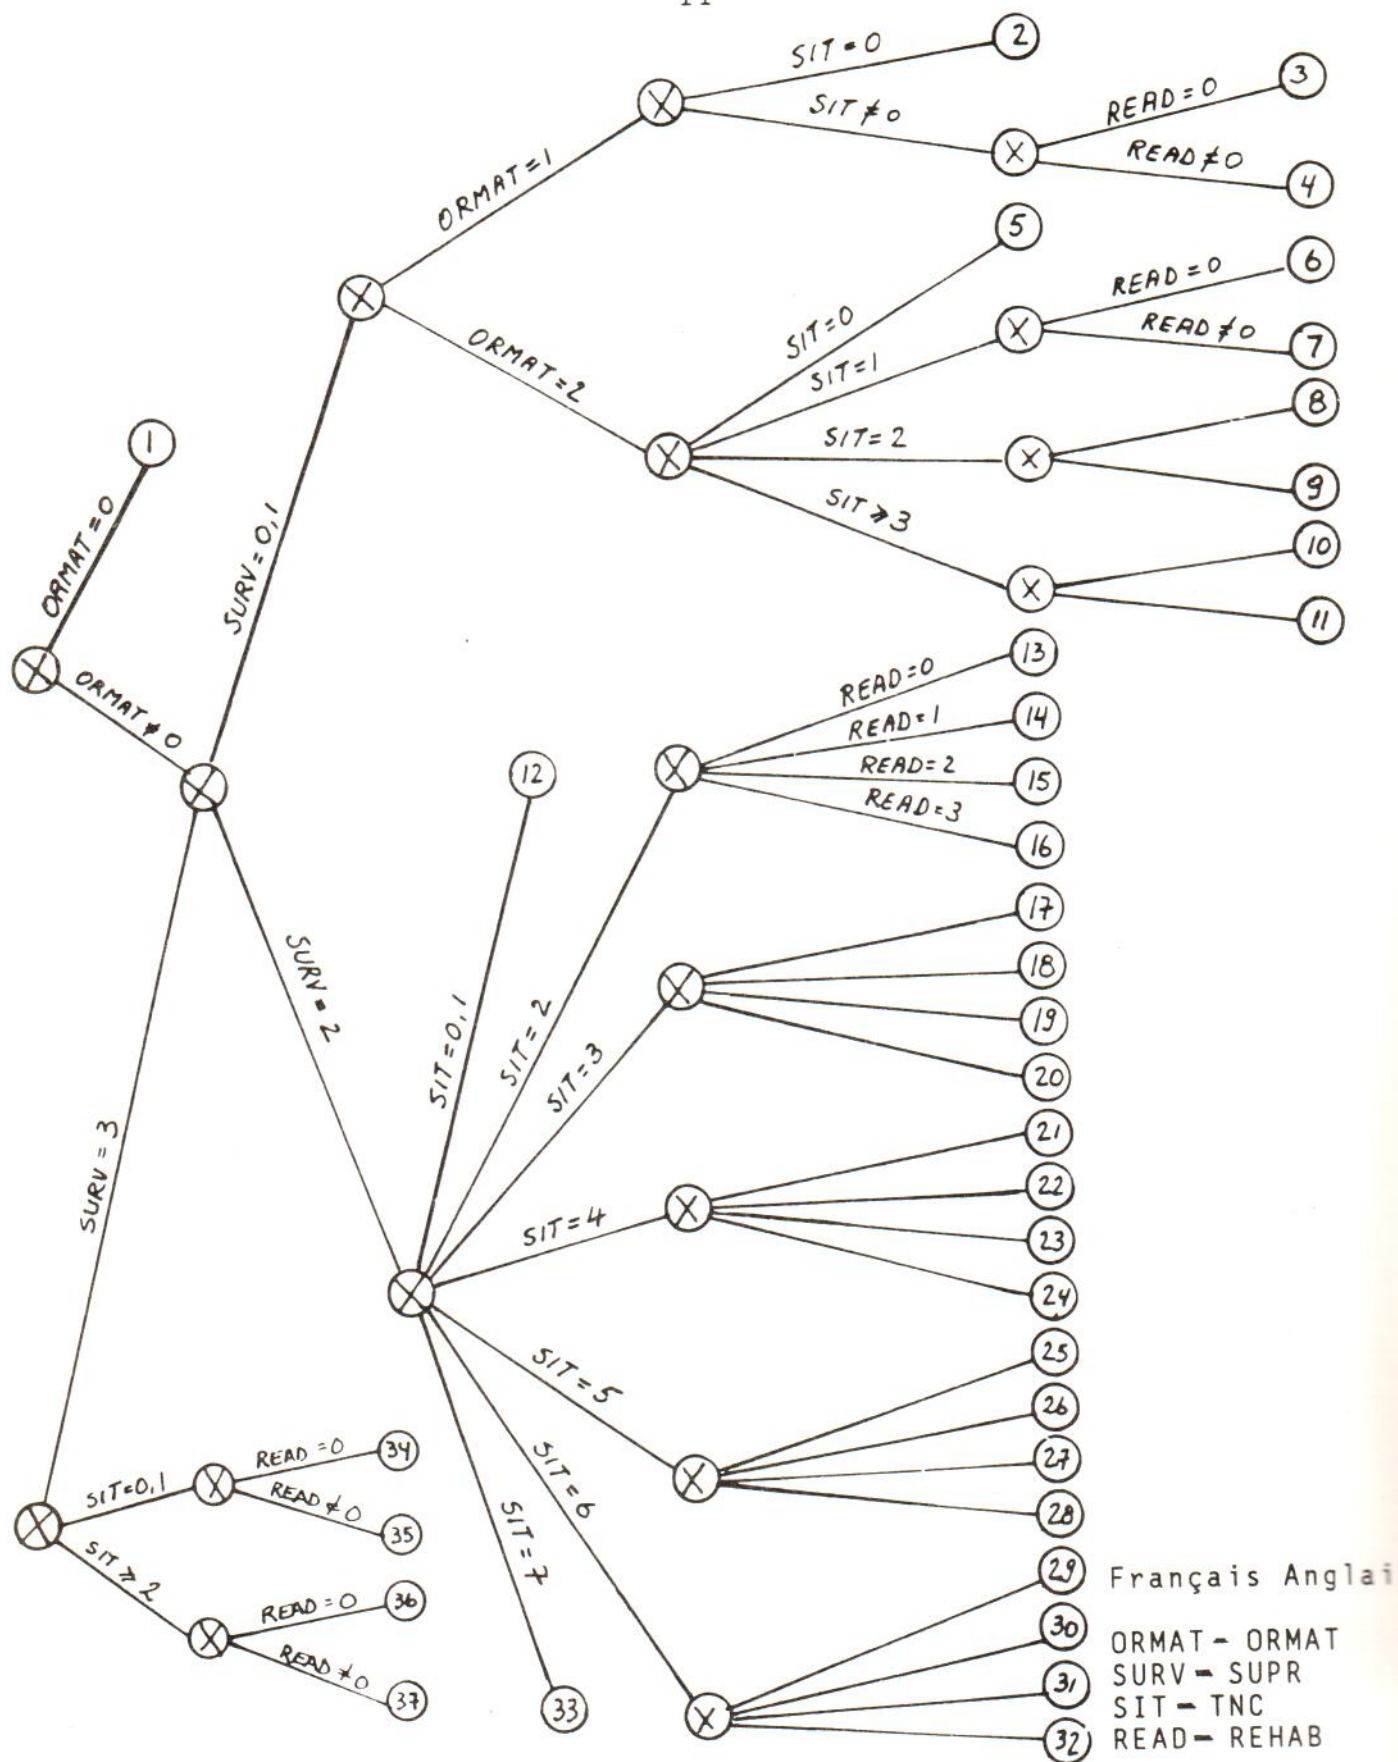 11
SIT=0
2
SIT≠0
READ=0
3
READ≠0
4
ORMAT=1
5
SIT=0
READ=0
6
READ≠0
7
SIT=1
ORMAT=2
SIT=2
8
9
SIT⩾3
10
11
1
ORMAT=0
ORMAT≠0
SURV=0,1
READ=0
13
READ=1
14
READ=2
15
READ=3
16
12
17
18
19
20
SURV=2
SIT=0,1
SIT=2
SIT=3
21
22
23
24
SIT=4
SURV=3
25
26
27
28
SIT=5
SIT=6
SIT=7
SIT=0,1
READ=0
34
READ≠0
35
SIT⩾2
READ=0
36
READ≠0
37
33
29
30
31
32
Français Anglai
ORMAT - ORMAT
SURV - SUPR
SIT - TNC
READ - REHAB